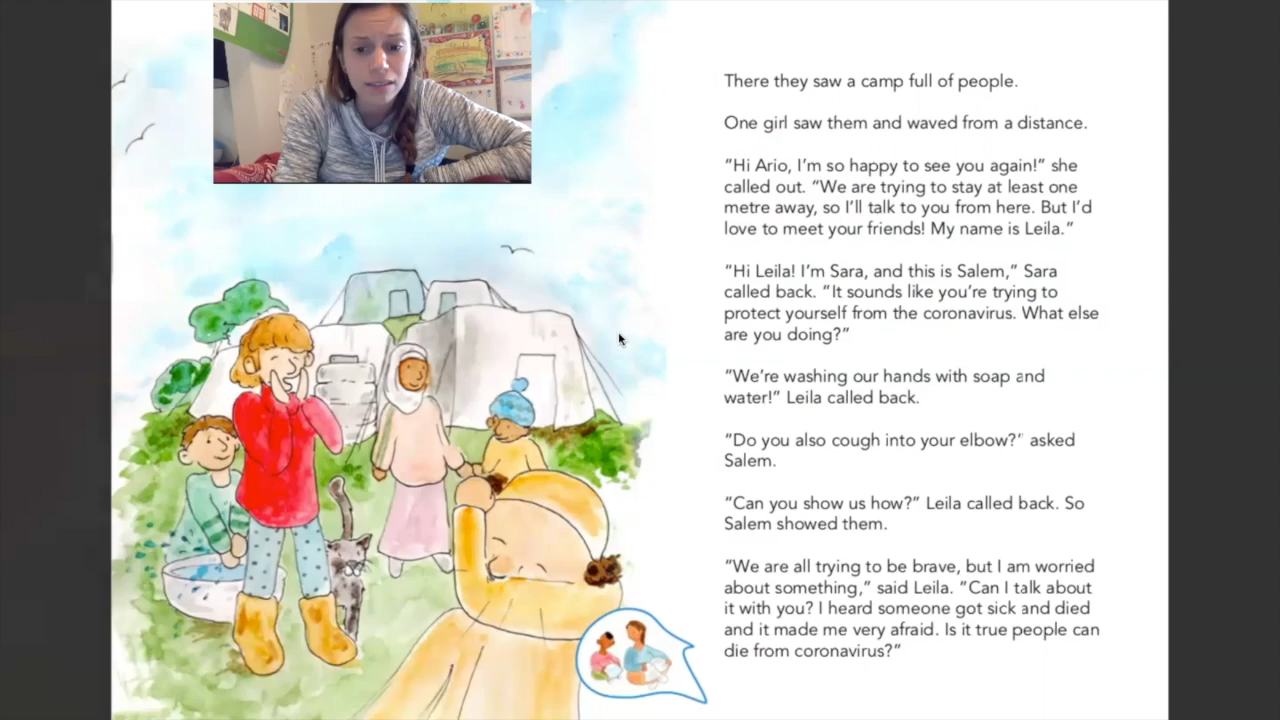 There they saw a camp full of people.
One girl saw them and waved from a distance.
“Hi Ario, I’m so happy to see you again!” she
called out. “We are trying to stay at least one
metre away, so I’ll talk to you from here. But I’d
love to meet your friends! My name is Leila.”
“Hi Leila! I’m Sara, and this is Salem,” Sara
called back. “It sounds like you’re trying to
protect yourself from the coronavirus. What else
are you doing?”
“We’re washing our hands with soap and
water!” Leila called back.
“Do you also cough into your elbow?” asked
Salem.
“Can you show us how?” Leila called back. So
Salem showed them.
“We are all trying to be brave, but I am worried
about something,” said Leila. “Can I talk about
it with you? I heard someone got sick and died
and it made me very afraid. Is it true people can
die from coronavirus?”